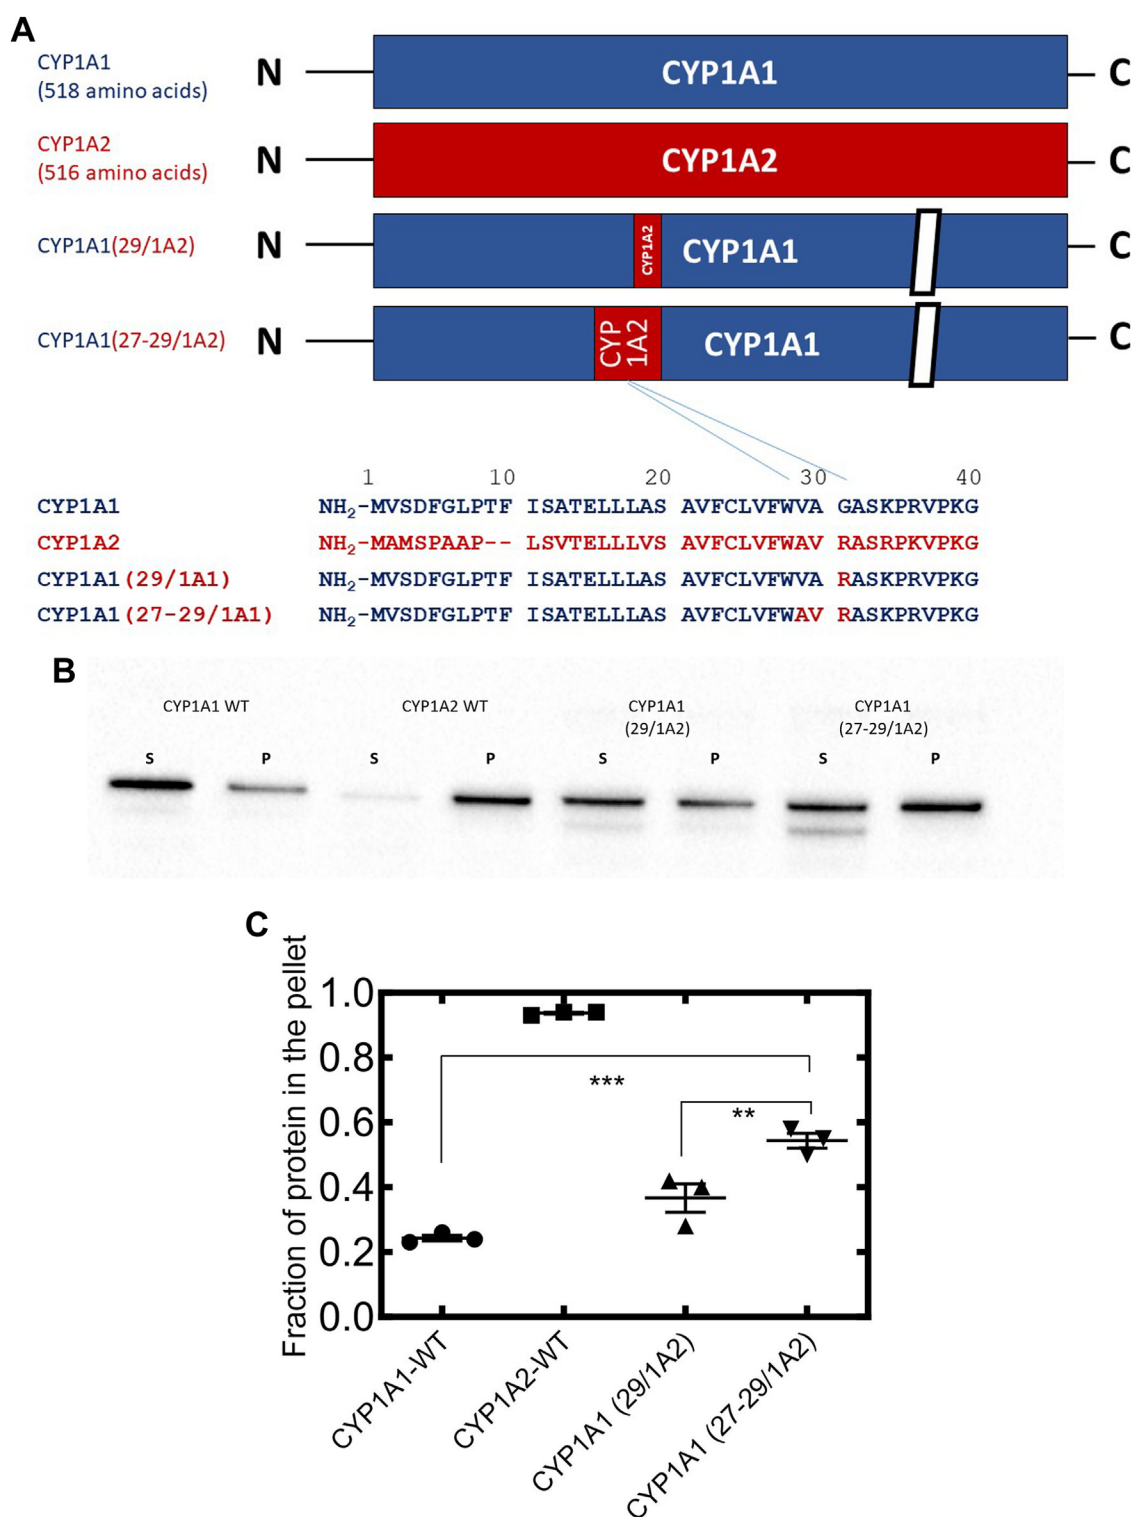 A
CYP1A1
(518 amino acids)
N
CYP1A1
C
CYP1A2
(516 amino acids)
N
CYP1A2
C
CYP1A1(29/1A2)
N
CYP1A2
CYP1A1
C
CYP1A1(27-29/1A2)
N
CYP
1A2
CYP1A1
C
1 10 20 30 40
CYP1A1 NH2-MVSDFGLPTF ISATELLLAS AVFCLVFWVA GASKPRVPKG
CYP1A2 NH2-MAMSPAAP-- LSVTELLLVS AVFCLVFWAV RASRPKVPKG
CYP1A1(29/1A1) NH2-MVSDFGLPTF ISATELLLAS AVFCLVFWVA RASKPRVPKG
CYP1A1(27-29/1A1) NH2-MVSDFGLPTF ISATELLLAS AVFCLVFWAV RASKPRVPKG
B
CYP1A1 WT CYP1A2 WT CYP1A1 CYP1A1
(29/1A2) (27-29/1A2)
S P S P S P S P
C
Fraction of protein in the pellet
1.0
0.8
***
0.6
**
0.4
0.2
0.0
CYP1A1-WT
CYP1A2-WT
CYP1A1 (29/1A2)
CYP1A1 (27-29/1A2)